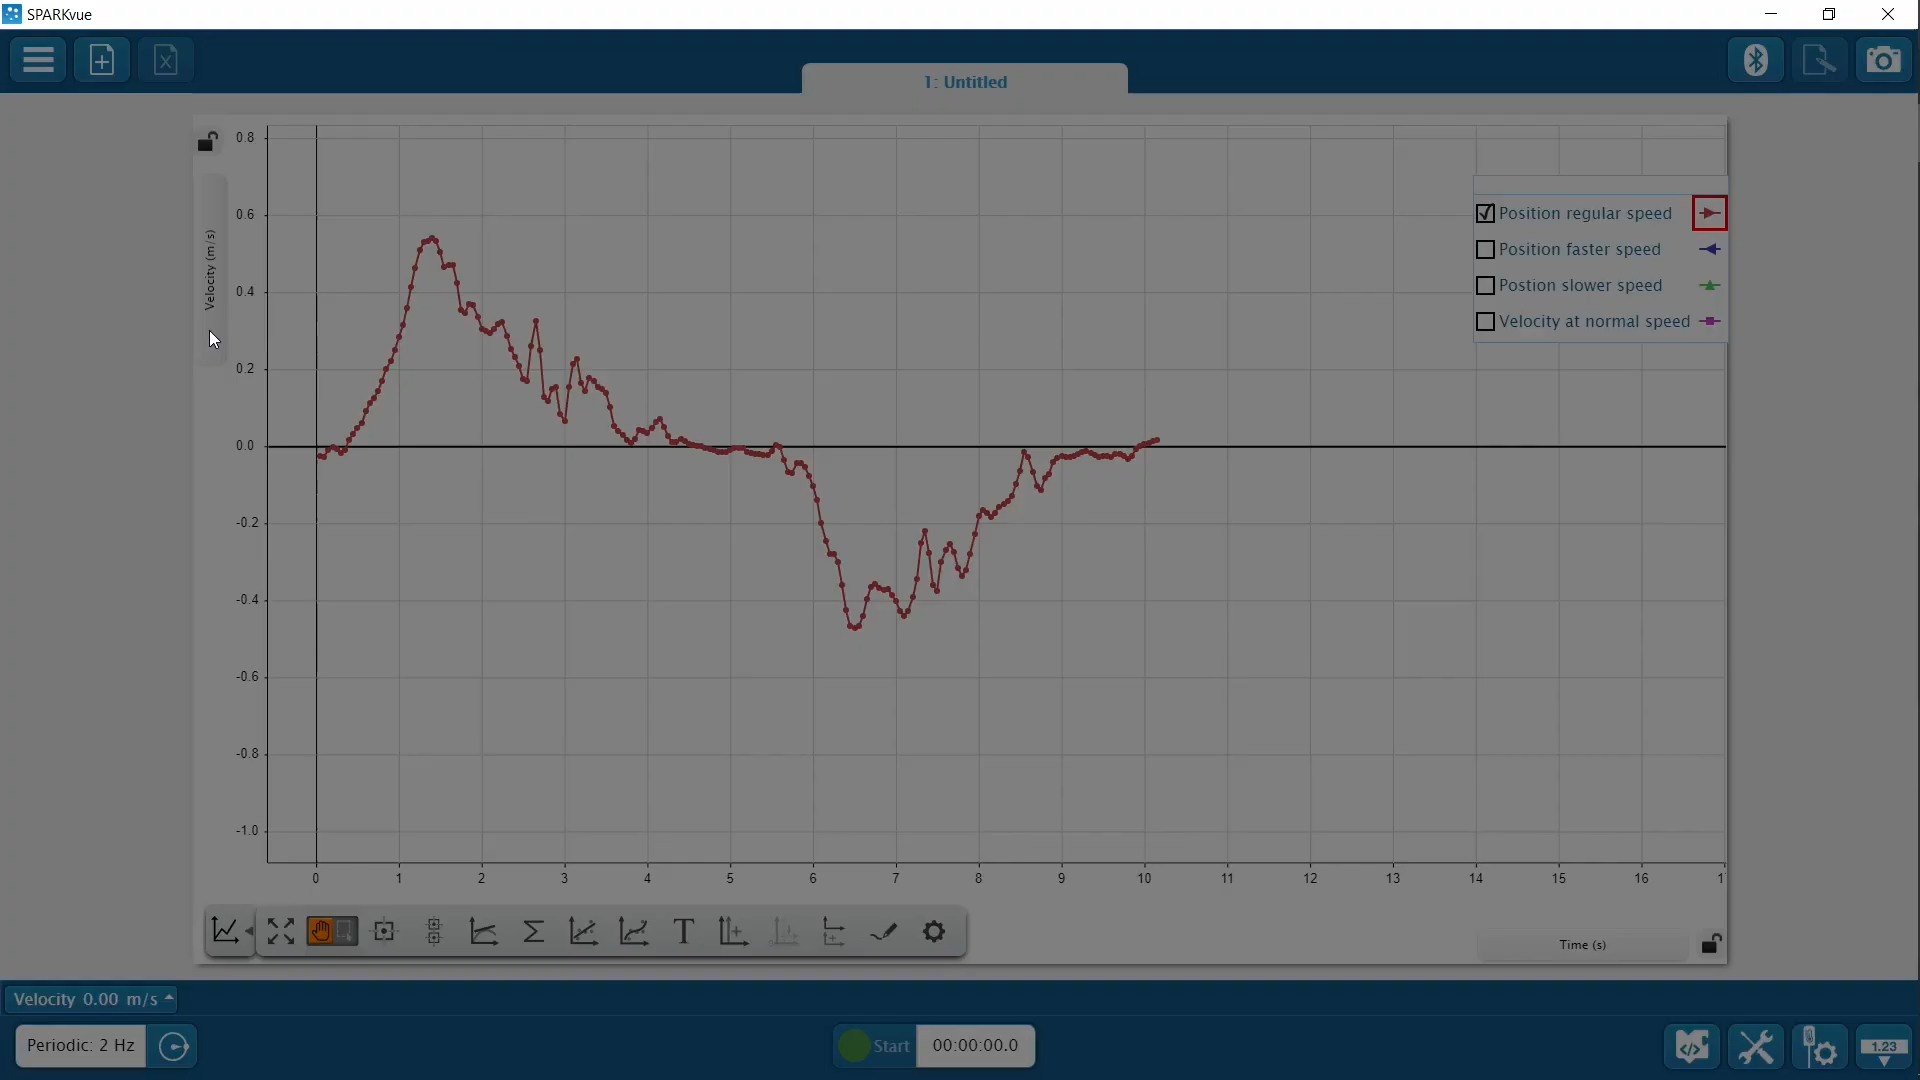 SPARKvue
1: Untitled
0.8
0.6
0.4
0.2
0.0
-0.2
-0.4
-0.6
-0.8
-1.0
Velocity (m/s)
Position regular speed
Position faster speed
Postion slower speed
Velocity at normal speed
0 1 2 3 4 5 6 7 8 9 10 11 12 13 14 15 16
T
Time (s)
Velocity 0.00 m/s
Periodic: 2 Hz
Start 00:00:00.0
1.23